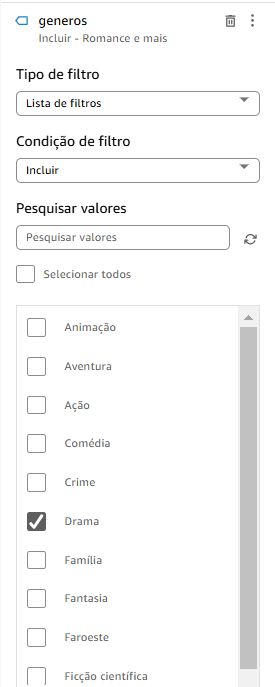 generos
Incluir - Romance e mais
Tipo de filtro
Lista de filtros
Condição de filtro
Incluir
Pesquisar valores
Pesquisar valores
Selecionar todos
Animação
Aventura
Ação
Comédia
Crime
Drama
Família
Fantasia
Faroeste
Ficção científica